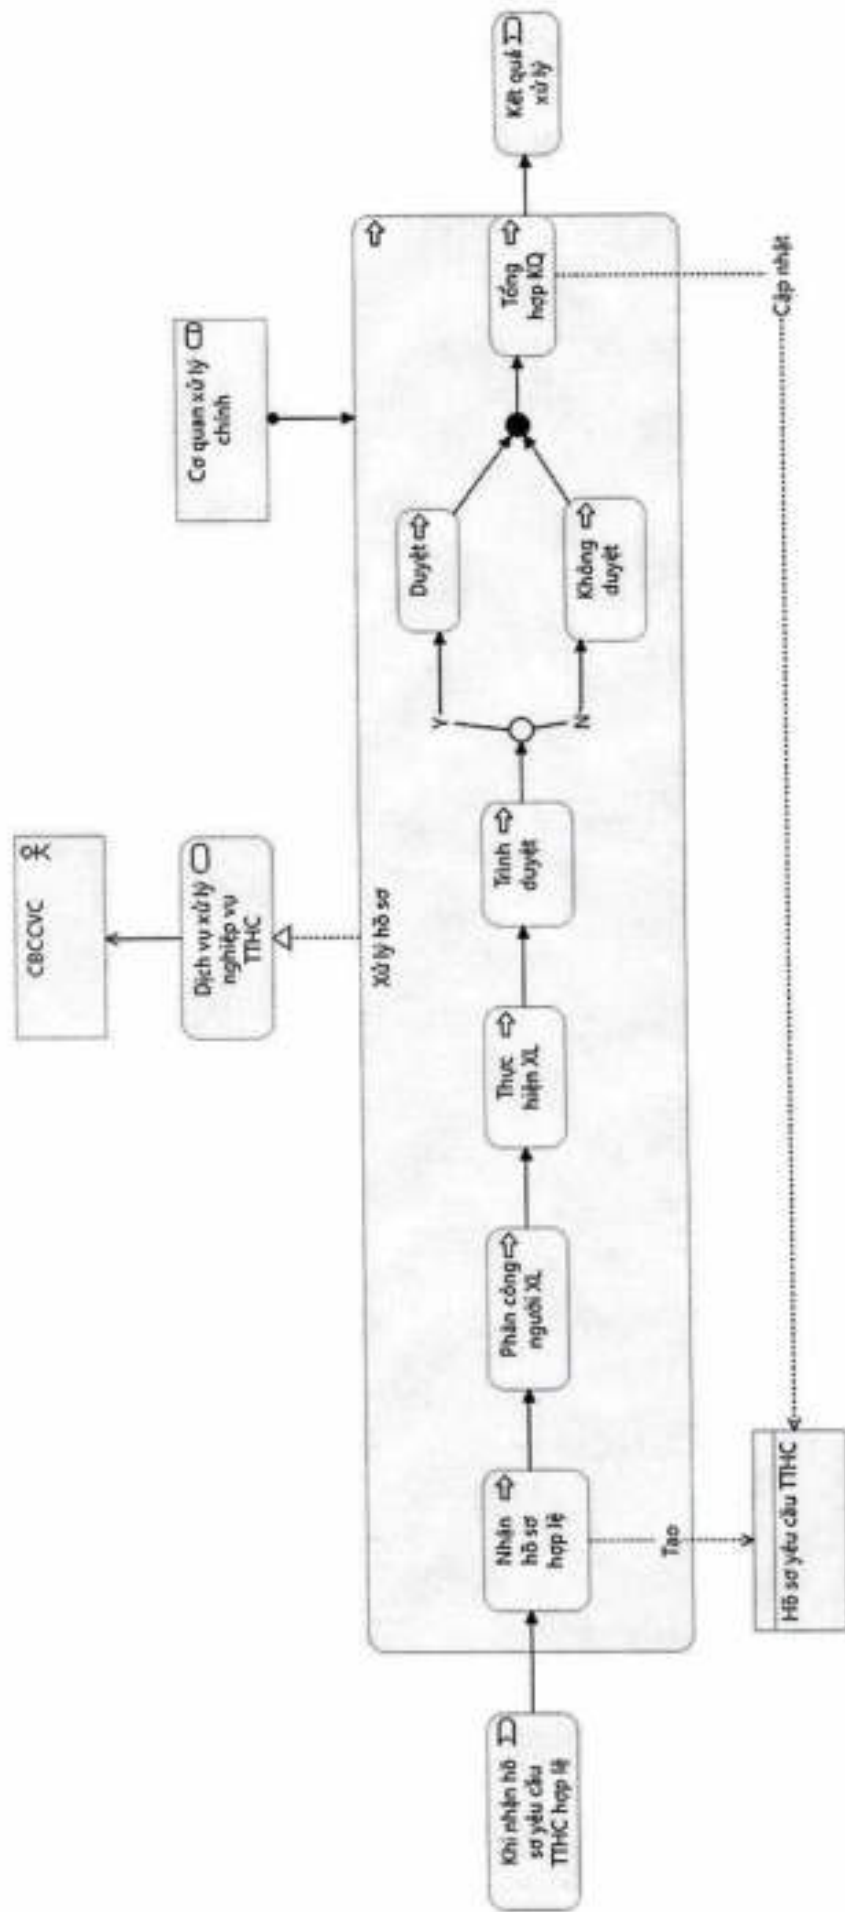 CBCCVC
Dịch vụ xử lý
nghiệp vụ
TTHC
Cơ quan xử lý
chính
Xử lý hồ sơ
Khi nhận hồ
sơ yêu cầu
TTHC hợp lệ
Nhận
hồ sơ
hợp lệ
Phân công
người XL
Thực
hiện XL
Trình
duyệt
Y
N
Duyệt
Không
duyệt
Tổng
hợp KQ
Kết quả
xử lý
Tạo
Cập nhật
Hồ sơ yêu cầu TTHC